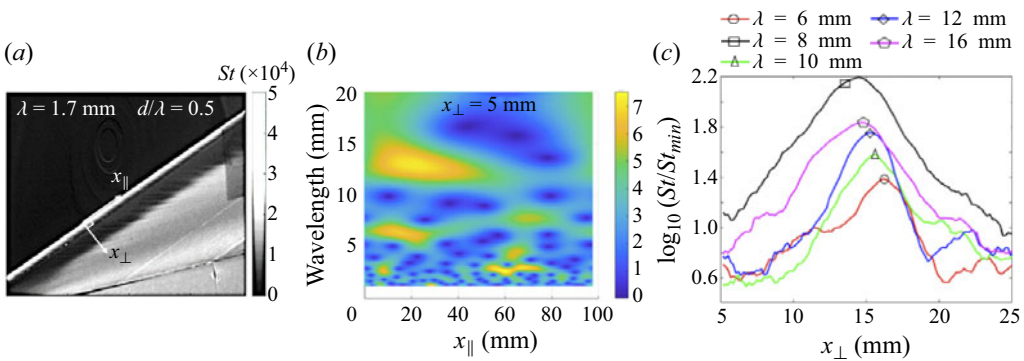 (a)
St (×10⁴)
λ = 1.7 mm d/λ = 0.5
x∥
x⊥
5
4
3
2
1
0
(b)
x⊥ = 5 mm
Wavelength (mm)
20
15
10
5
0 20 40 60 80 100
x∥ (mm)
7
6
5
4
3
2
1
0
(c)
λ = 6 mm
λ = 12 mm
λ = 8 mm
λ = 16 mm
λ = 10 mm
log₁₀ (St/St_min)
2.2
1.8
1.4
1.0
0.6
5 10 15 20 25
x⊥ (mm)